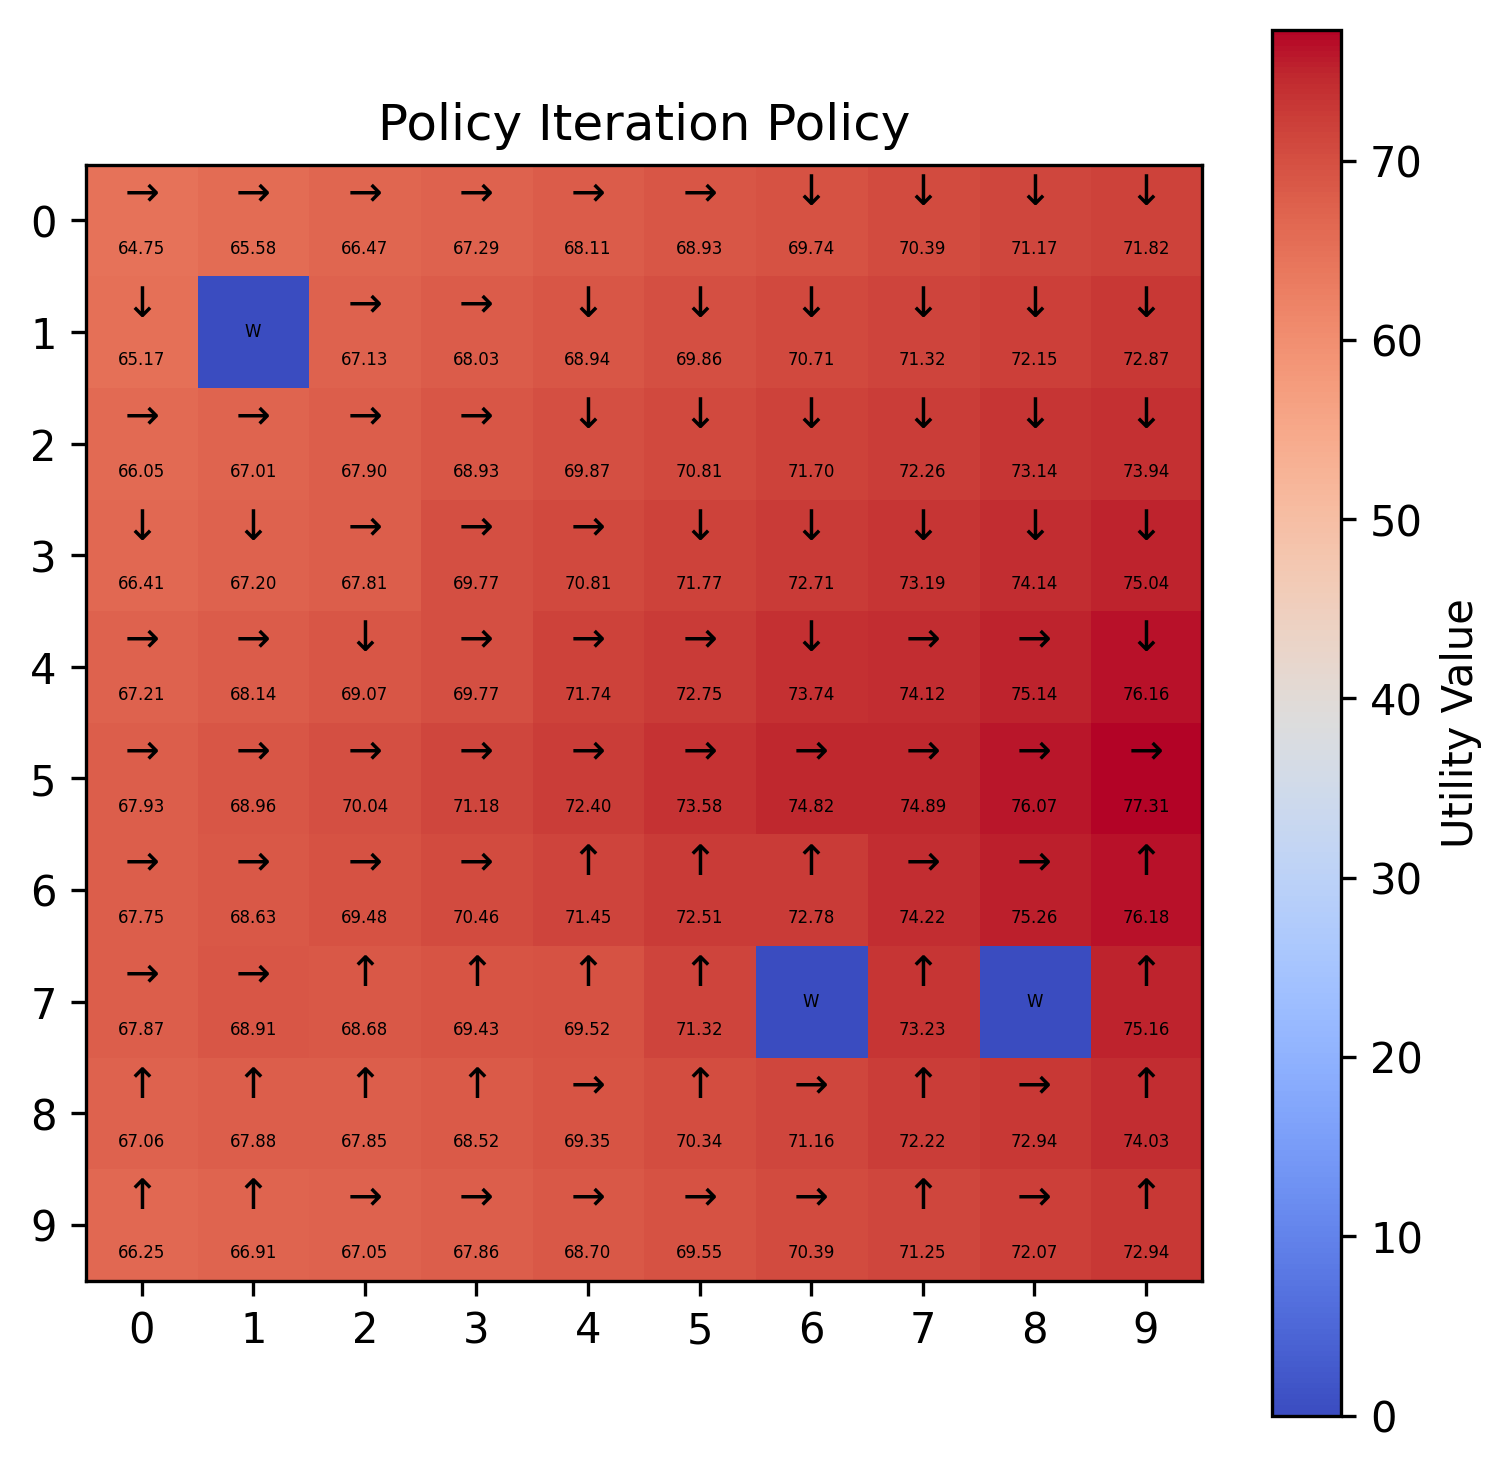 Policy Iteration Policy
0 → → → → → → ↓ ↓ ↓ ↓
64.75 65.58 66.47 67.29 68.11 68.93 69.74 70.39 71.17 71.82
1 ↓ W → → ↓ ↓ ↓ ↓ ↓ ↓
65.17 67.13 68.03 68.94 69.86 70.71 71.32 72.15 72.87
2 → → → → ↓ ↓ ↓ ↓ ↓ ↓
66.05 67.01 67.90 68.93 69.87 70.81 71.70 72.26 73.14 73.94
3 ↓ ↓ → → → ↓ ↓ ↓ ↓ ↓
66.41 67.20 67.81 69.77 70.81 71.77 72.71 73.19 74.14 75.04
4 → → ↓ → → → ↓ → → ↓
67.21 68.14 69.07 69.77 71.74 72.75 73.74 74.12 75.14 76.16
5 → → → → → → → → → →
67.93 68.96 70.04 71.18 72.40 73.58 74.82 74.89 76.07 77.31
6 → → → → ↑ ↑ ↑ → → ↑
67.75 68.63 69.48 70.46 71.45 72.51 72.78 74.22 75.26 76.18
7 → → ↑ ↑ ↑ ↑ W ↑ W ↑
67.87 68.91 68.68 69.43 69.52 71.32 73.23 75.16
8 ↑ ↑ ↑ ↑ → ↑ → ↑ → ↑
67.06 67.88 67.85 68.52 69.35 70.34 71.16 72.22 72.94 74.03
9 ↑ ↑ → → → → → ↑ → ↑
66.25 66.91 67.05 67.86 68.70 69.55 70.39 71.25 72.07 72.94
0 1 2 3 4 5 6 7 8 9
70
60
50
40
30
20
10
0
Utility Value